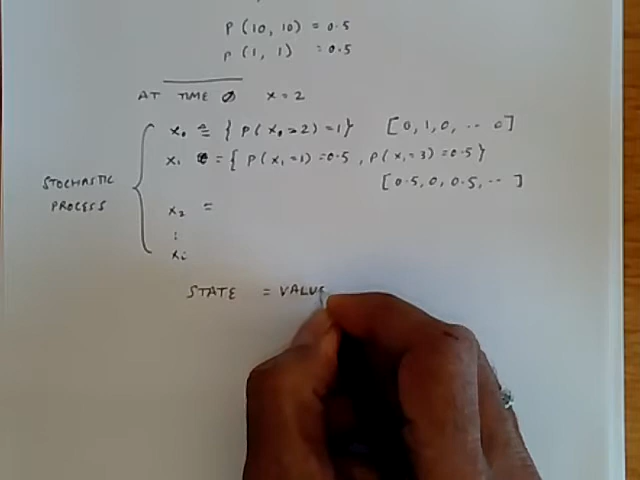 P (10, 10) = 0.5
P (1, 1) = 0.5
AT TIME 0 x = 2
x₀ = { P(x₀=2)=1} [0, 1, 0, ... 0]
x₁ = { P(x₁=1)=0.5, P(x₁=3)=0.5}
STOCHASTIC PROCESS
[0.5, 0, 0.5, ... ]
x₂ =
:
xᵢ
STATE = VALUE